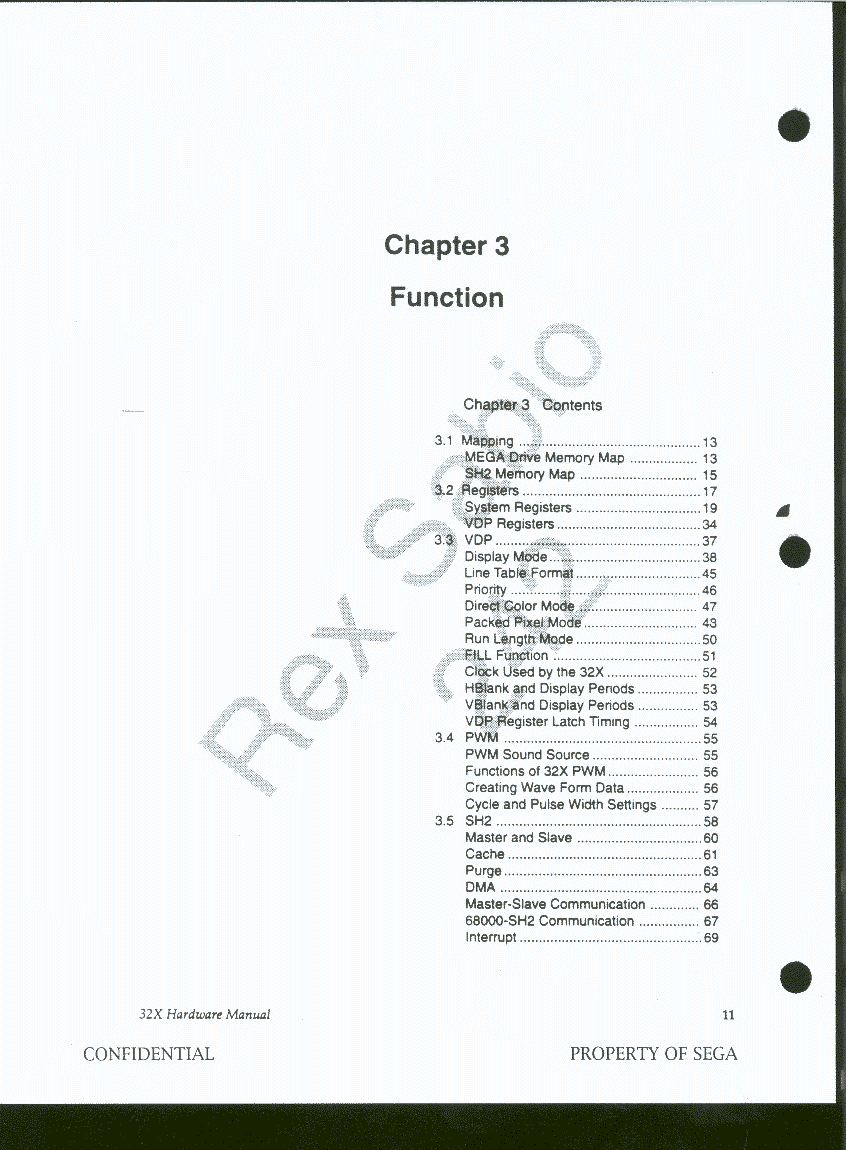 Chapter 3
Function
Chapter 3 Contents
3.1 Mapping ............................................... 13
MEGA Drive Memory Map ................. 13
SH2 Memory Map .............................. 15
3.2 Registers .............................................. 17
System Registers ................................ 19
VDP Registers ..................................... 34
3.3 VDP ..................................................... 37
Display Mode ....................................... 38
Line Table Format ................................ 45
Priority ................................................. 46
Direct Color Mode .............................. 47
Packed Pixel Mode ............................. 43
Run Length Mode ................................ 50
FILL Function ...................................... 51
Clock Used by the 32X ....................... 52
HBlank and Display Periods ............... 53
VBlank and Display Periods ............... 53
VDP Register Latch Timing ................ 54
3.4 PWM ................................................... 55
PWM Sound Source ........................... 55
Functions of 32X PWM ....................... 56
Creating Wave Form Data .................. 56
Cycle and Pulse Width Settings .......... 57
3.5 SH2 ..................................................... 58
Master and Slave ................................ 60
Cache .................................................. 61
Purge ................................................... 63
DMA .................................................... 64
Master-Slave Communication ............. 66
68000-SH2 Communication ................ 67
Interrupt ............................................... 69
Rex Sabio
242
32X Hardware Manual 11
CONFIDENTIAL PROPERTY OF SEGA